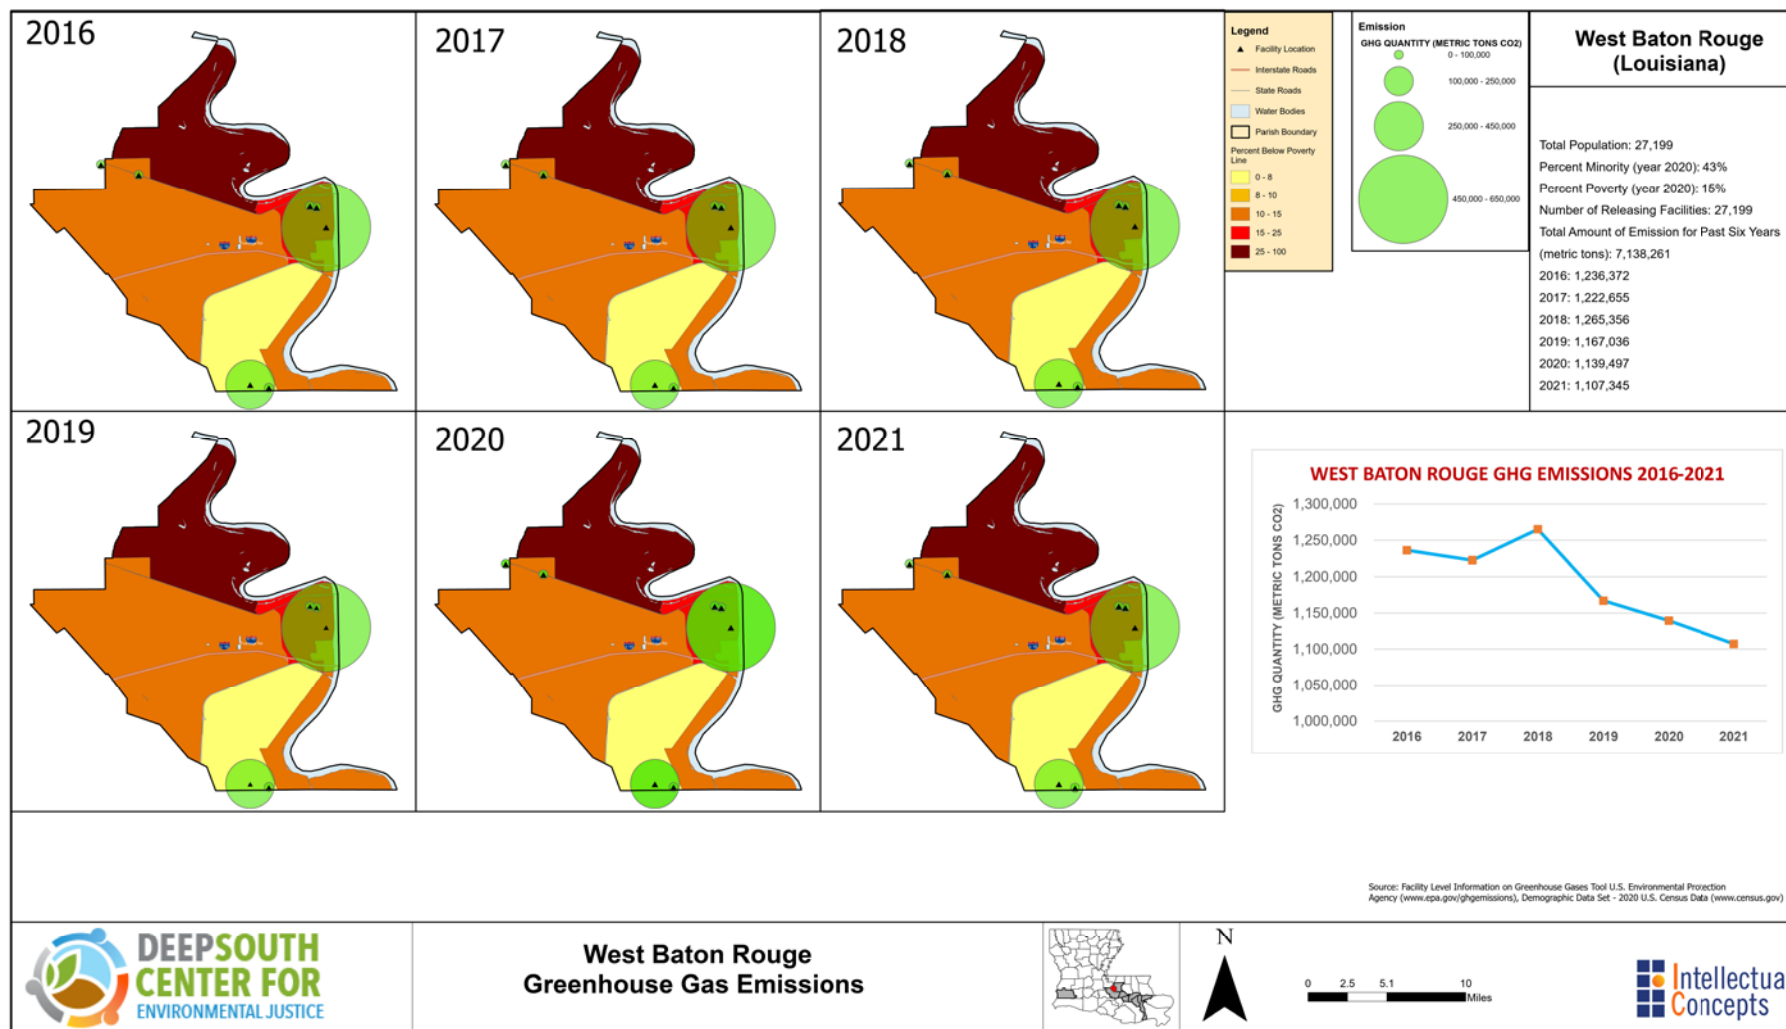 2016
2017
2018
Legend
Facility Location
Interstate Roads
State Roads
Water Bodies
Parish Boundary
Percent Below Poverty
Line
0 - 8
8 - 10
10 - 15
15 - 25
25 - 100
Emission
GHG QUANTITY (METRIC TONS CO2)
0 - 100,000
100,000 - 250,000
250,000 - 450,000
450,000 - 650,000
West Baton Rouge
(Louisiana)
Total Population: 27,199
Percent Minority (year 2020): 43%
Percent Poverty (year 2020): 15%
Number of Releasing Facilities: 27,199
Total Amount of Emission for Past Six Years
(metric tons): 7,138,261
2016: 1,236,372
2017: 1,222,655
2018: 1,265,356
2019: 1,167,036
2020: 1,139,497
2021: 1,107,345
2019
2020
2021
WEST BATON ROUGE GHG EMISSIONS 2016-2021
GHG QUANTITY (METRIC TONS CO2)
1,300,000
1,250,000
1,200,000
1,150,000
1,100,000
1,050,000
1,000,000
2016 2017 2018 2019 2020 2021
Source: Facility Level Information on Greenhouse Gases Tool U.S. Environmental Protection
Agency (www.epa.gov/ghgemissions), Demographic Data Set - 2020 U.S. Census Data (www.census.gov)
DEEPSOUTH
CENTER FOR
ENVIRONMENTAL JUSTICE
West Baton Rouge
Greenhouse Gas Emissions
N
0 2.5 5.1 10
Miles
Intellectua
Concepts